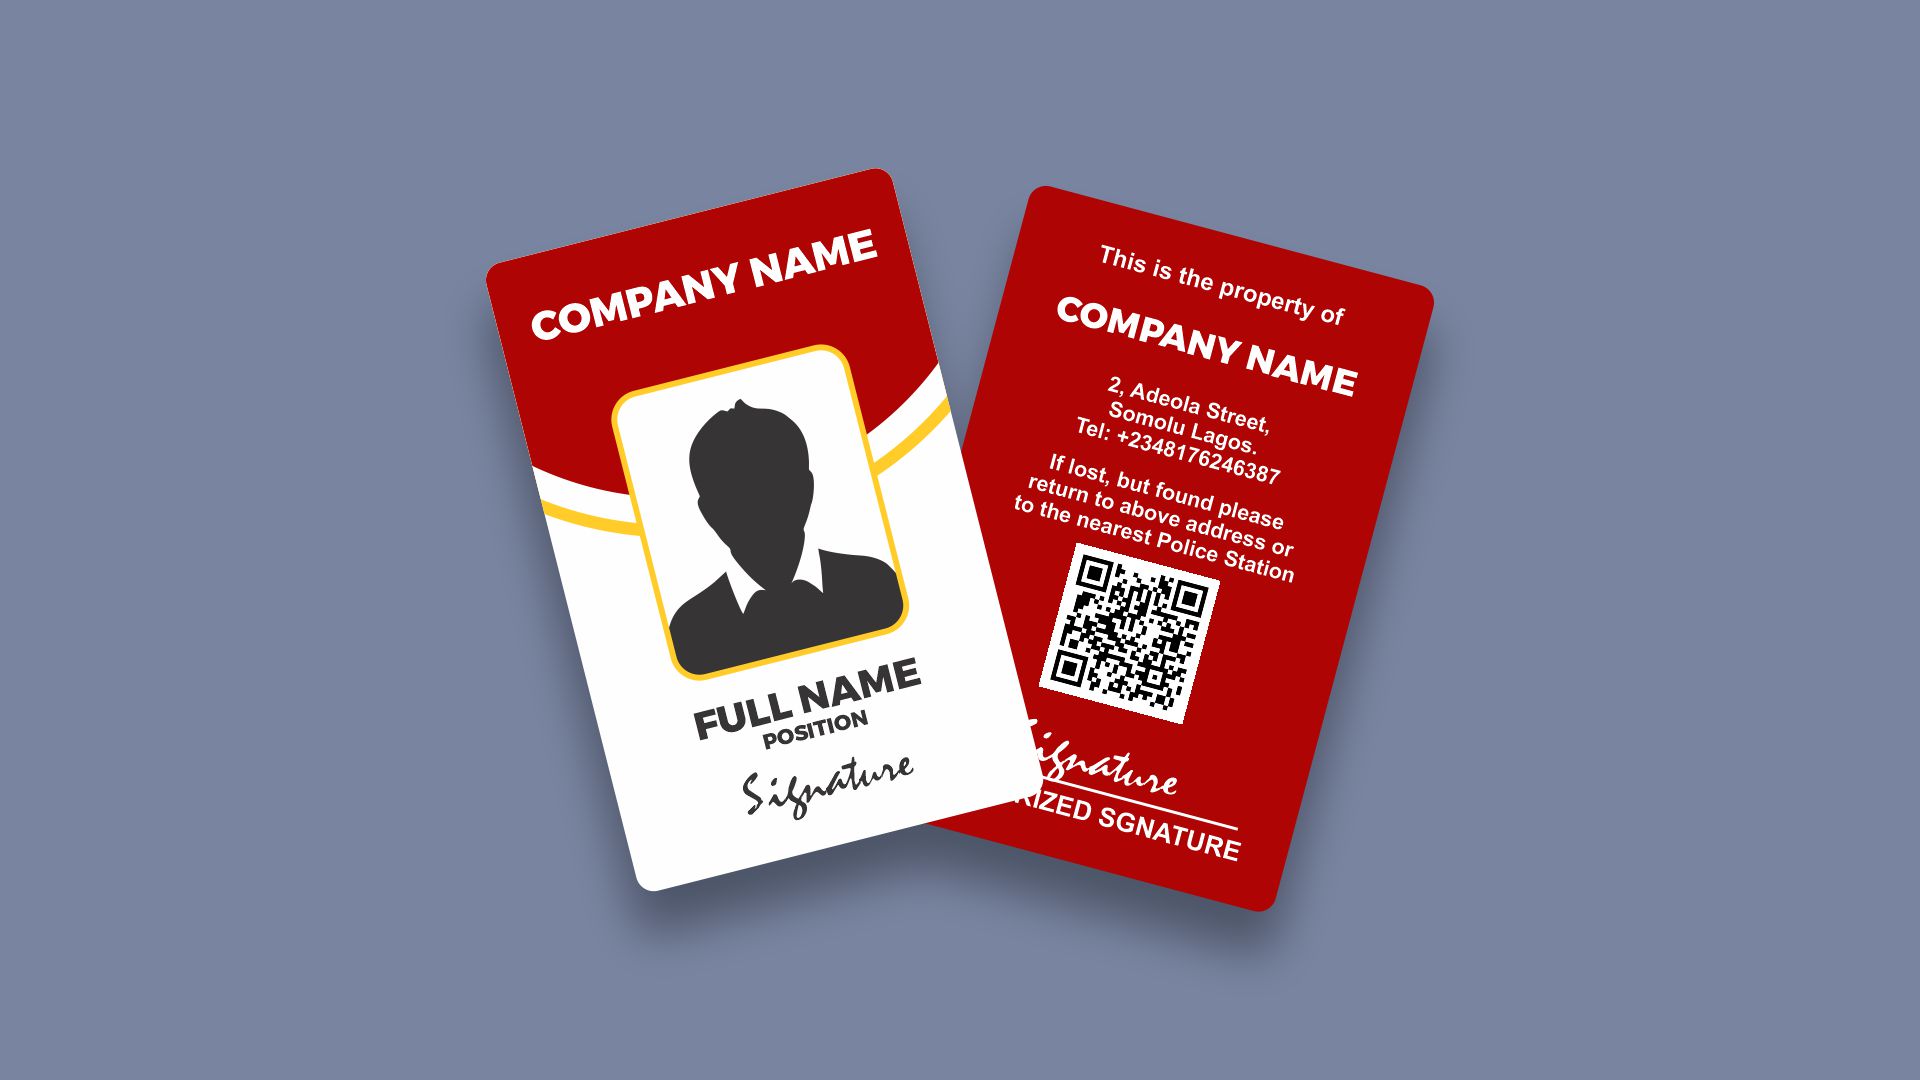 COMPANY NAME
FULL NAME
POSITION
Signature
This is the property of
COMPANY NAME
2, Adeola Street,
Somolu Lagos.
Tel: +2348176246387
If lost, but found please
return to above address or
to the nearest Police Station
Signature
RIZED SGNATURE